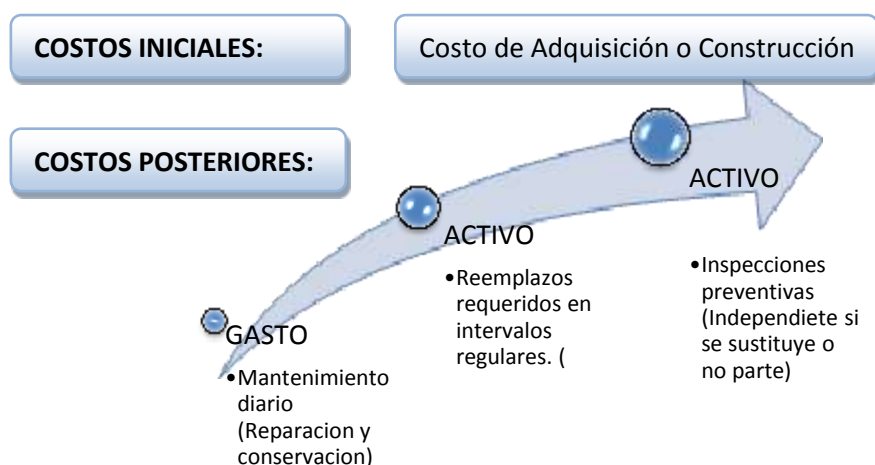 COSTOS INICIALES:
Costo de Adquisición o Construcción
COSTOS POSTERIORES:
GASTO
•Mantenimiento
diario
(Reparacion y
conservacion)
ACTIVO
•Reemplazos
requeridos en
intervalos
regulares. (
ACTIVO
•Inspecciones
preventivas
(Independiete si
se sustituye o
no parte)